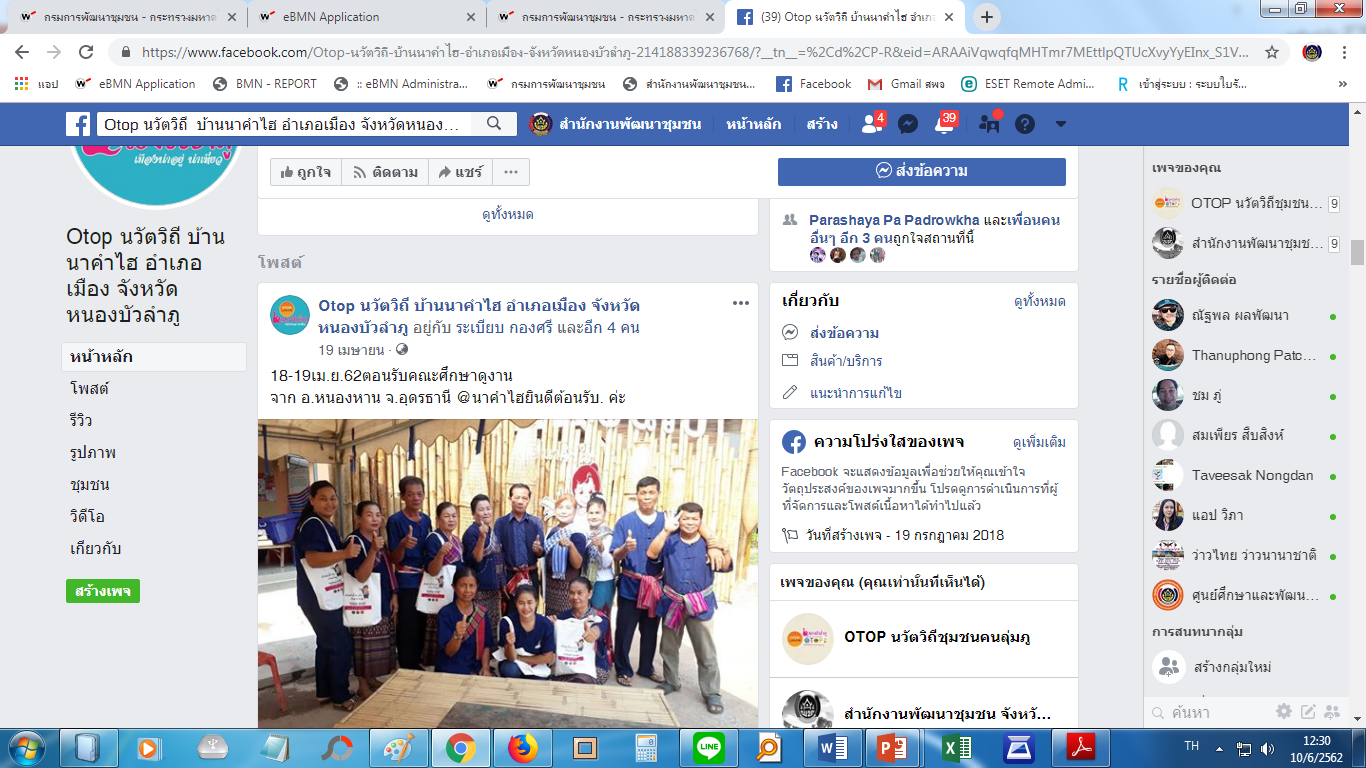 กรมการพัฒนาชุมชน - กระทรวงมหาด
eBMN Application
กรมการพัฒนาชุมชน - กระทรวงมหาด
(39) Otop นวัตวิถี บ้านนาคำไฮ อำเภอ
https://www.facebook.com/Otop-นวัตวิถี-บ้านนาคำไฮ-อำเภอเมือง-จังหวัดหนองบัวลำภู-214188339236768/?__tn__=%2Cd%2CP-R&eid=ARAAiVqwqfqMHTmr7MEttlpQTUcXvyYyEInx_S1V...
แอป
eBMN Application
BMN - REPORT
:: eBMN Administra...
กรมการพัฒนาชุมชน
สำนักงานพัฒนาชุมชน...
Facebook
Gmail สพจ
ESET Remote Admi...
เข้าสู่ระบบ : ระบบใบรั...
Otop นวัตวิถี บ้านนาคำไฮ อำเภอเมือง จังหวัดหนอง...
สำนักงานพัฒนาชุมชน
หน้าหลัก
สร้าง
4
39
เมืองน่าอยู่ น่าเที่ยว
Otop นวัตวิถี บ้าน
นาคำไฮ อำเภอ
เมือง จังหวัด
หนองบัวลำภู
หน้าหลัก
โพสต์
รีวิว
รูปภาพ
ชุมชน
วิดีโอ
เกี่ยวกับ
สร้างเพจ
ถูกใจ
ติดตาม
แชร์
ส่งข้อความ
ดูทั้งหมด
โพสต์
Otop นวัตวิถี บ้านนาคำไฮ อำเภอเมือง จังหวัด
หนองบัวลำภู อยู่กับ ระเบียบ กองศรี และอีก 4 คน
19 เมษายน ·
18-19เม.ย.62ตอนรับคณะศึกษาดูงาน
จาก อ.หนองหาน จ.อุดรธานี @นาคำไฮยินดีต้อนรับ. ค่ะ
Parashaya Pa Padrowkha และเพื่อนคน
อื่นๆ อีก 3 คนถูกใจสถานที่นี้
เกี่ยวกับ
ดูทั้งหมด
ส่งข้อความ
สินค้า/บริการ
แนะนำการแก้ไข
ความโปร่งใสของเพจ
ดูเพิ่มเติม
Facebook จะแสดงข้อมูลเพื่อช่วยให้คุณเข้าใจ
วัตถุประสงค์ของเพจมากขึ้น โปรดดูการดำเนินการที่ผู้
ที่จัดการและโพสต์เนื้อหาได้ทำไปแล้ว
วันที่สร้างเพจ - 19 กรกฎาคม 2018
เพจของคุณ (คุณเท่านั้นที่เห็นได้)
OTOP นวัตวิถีชุมชนคนลุ่มภู
สำนักงานพัฒนาชุมชน จังหวั...
เพจของคุณ
OTOP นวัตวิถีชุมชน... 9
สำนักงานพัฒนาชุมช... 9
รายชื่อผู้ติดต่อ
ณัฐพล ผลพัฒนา
Thanuphong Patc...
ชม ภู่
สมเพียร สืบสิงห์
Taveesak Nongdan
แอป วิภา
ว่าวไทย ว่าวนานาชาติ
ศูนย์ศึกษาและพัฒน...
การสนทนากลุ่ม
สร้างกลุ่มใหม่
ค้นหา
TH
12:30
10/6/2562